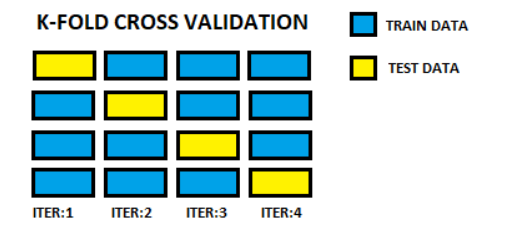 K-FOLD CROSS VALIDATION
TRAIN DATA
TEST DATA
ITER:1 ITER:2 ITER:3 ITER:4